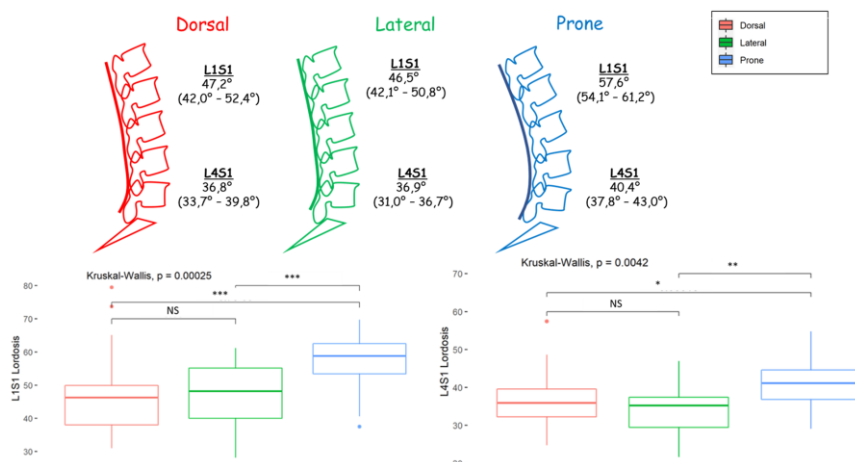 Dorsal
Lateral
Prone
Dorsal
Lateral
Prone
L1S1
47,2°
(42,0° - 52,4°)
L1S1
46,5°
(42,1° - 50,8°)
L1S1
57,6°
(54,1° - 61,2°)
L4S1
36,8°
(33,7° - 39,8°)
L4S1
36,9°
(31,0° - 36,7°)
L4S1
40,4°
(37,8° - 43,0°)
Kruskal-Wallis, p = 0.00025
***
***
NS
80
70
60
50
40
30
L1S1 Lordosis
Kruskal-Wallis, p = 0.0042
**
*
NS
70
60
50
40
30
L4S1 Lordosis